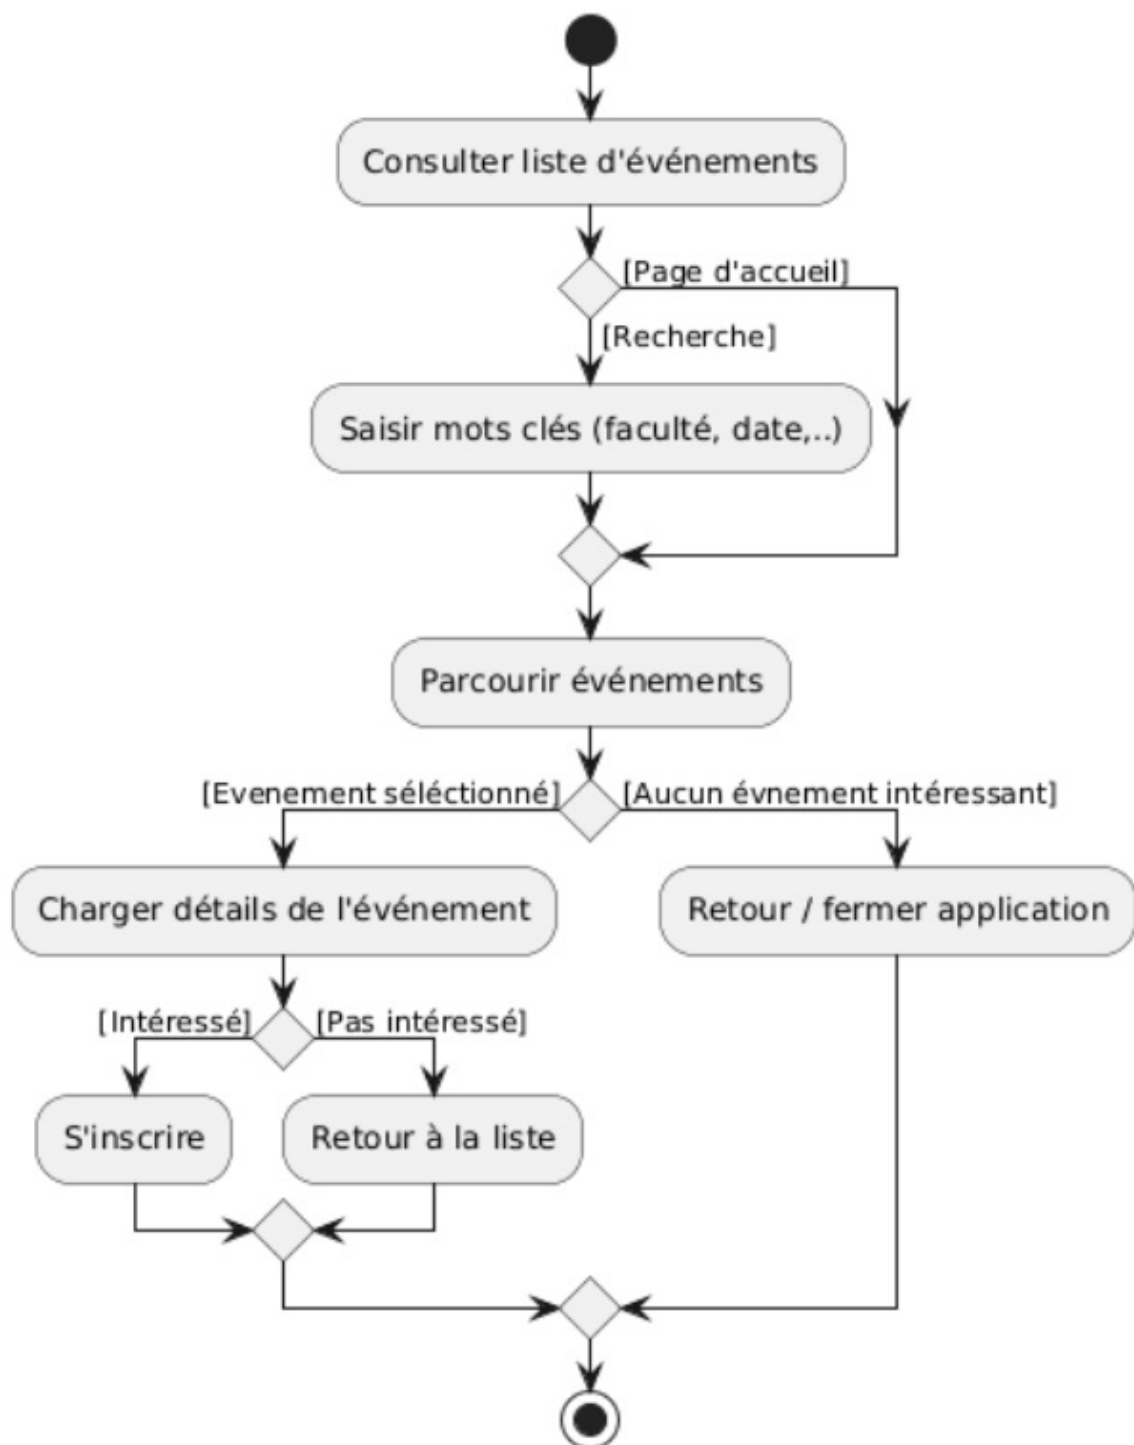 Consulter liste d'événements
[Page d'accueil]
[Recherche]
Saisir mots clés (faculté, date,..)
Parcourir événements
[Evenement séléctionné]
[Aucun évnement intéressant]
Charger détails de l'événement
Retour / fermer application
[Intéressé]
[Pas intéressé]
S'inscrire
Retour à la liste